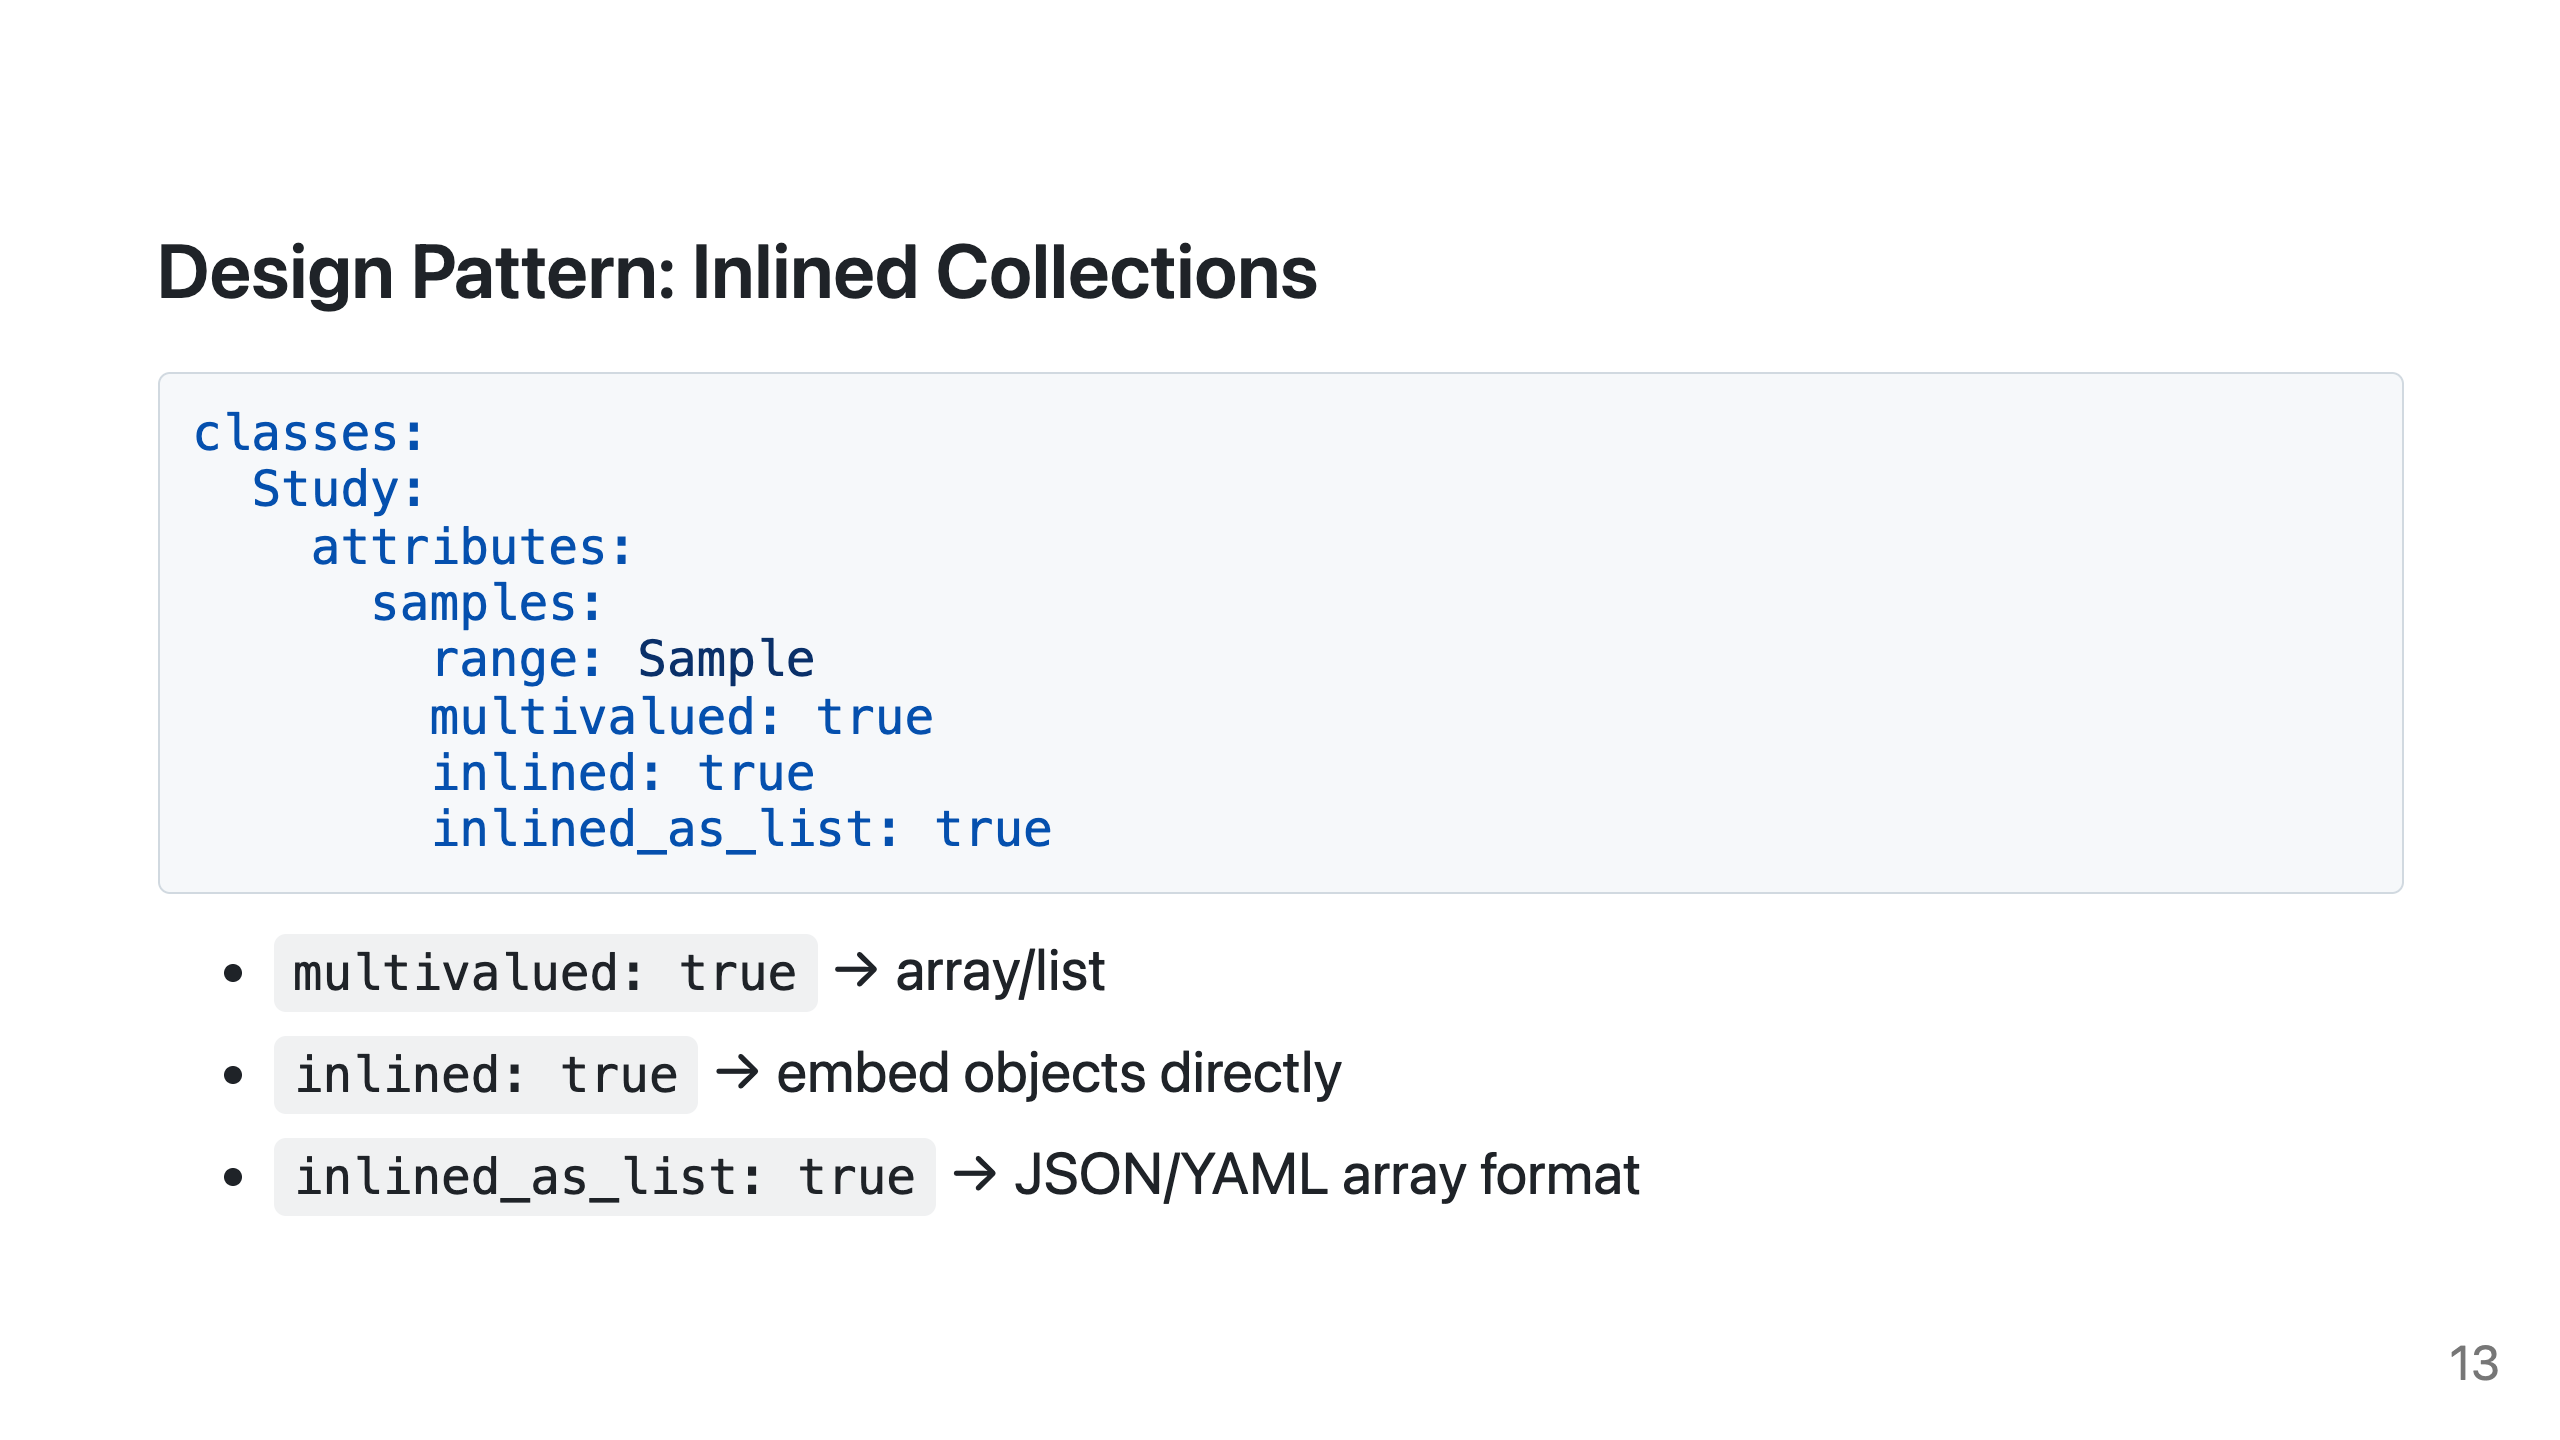 Design Pattern: Inlined Collections
classes:
  Study:
    attributes:
      samples:
        range: Sample
        multivalued: true
        inlined: true
        inlined_as_list: true
• multivalued: true → array/list
• inlined: true → embed objects directly
• inlined_as_list: true → JSON/YAML array format
13